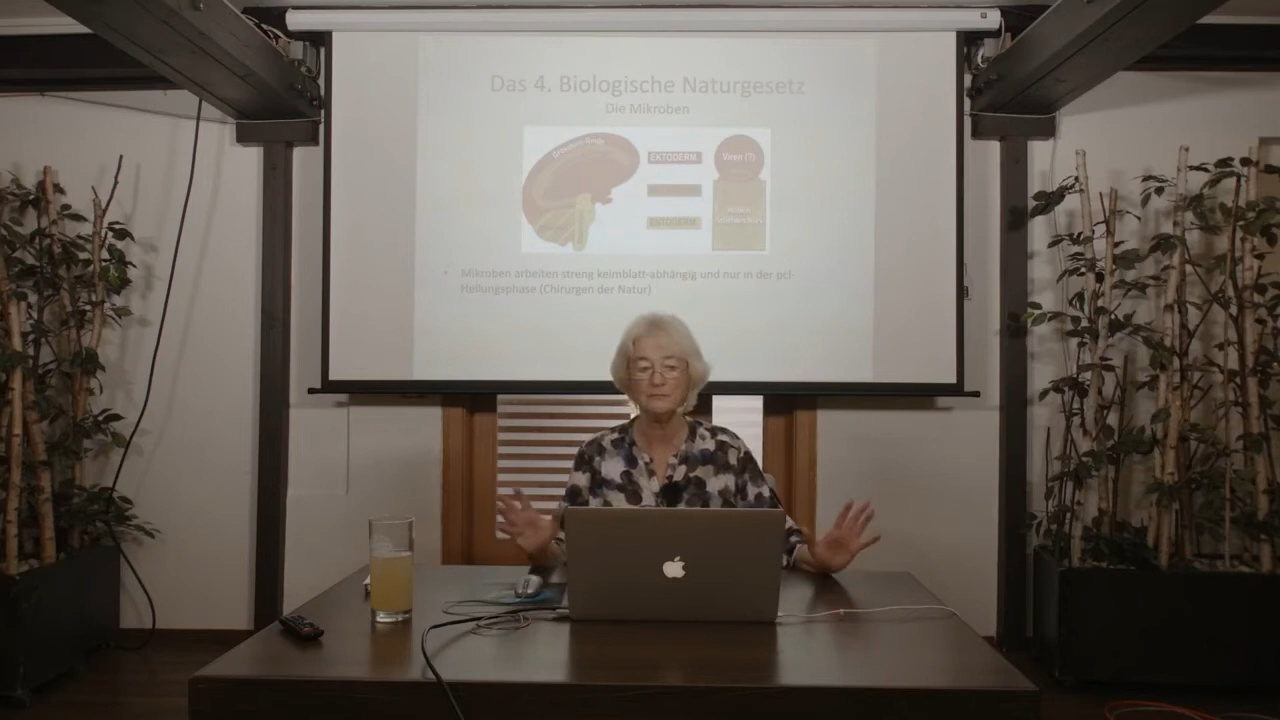 Das 4. Biologische Naturgesetz
Die Mikroben
EKTODERM
Viren (?)
ENTODERM
• Mikroben arbeiten streng keimblatt-abhängig und nur in der pcl-
Heilungsphase (Chirurgen der Natur)